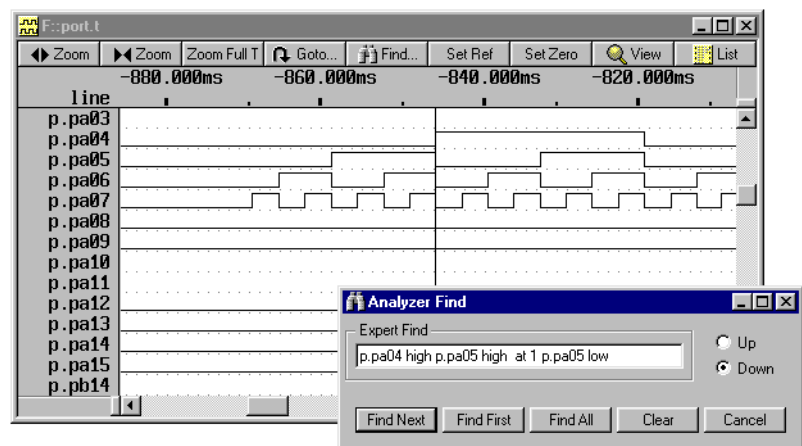 F::port.t
Zoom Zoom Zoom Full T Goto... Find... Set Ref Set Zero View List
-880.000ms -860.000ms -840.000ms -820.000ms
line
p.pa03
p.pa04
p.pa05
p.pa06
p.pa07
p.pa08
p.pa09
p.pa10
p.pa11
p.pa12
p.pa13
p.pa14
p.pa15
p.pb14
Analyzer Find
Expert Find
p.pa04 high p.pa05 high at 1 p.pa05 low
Up
Down
Find Next Find First Find All Clear Cancel